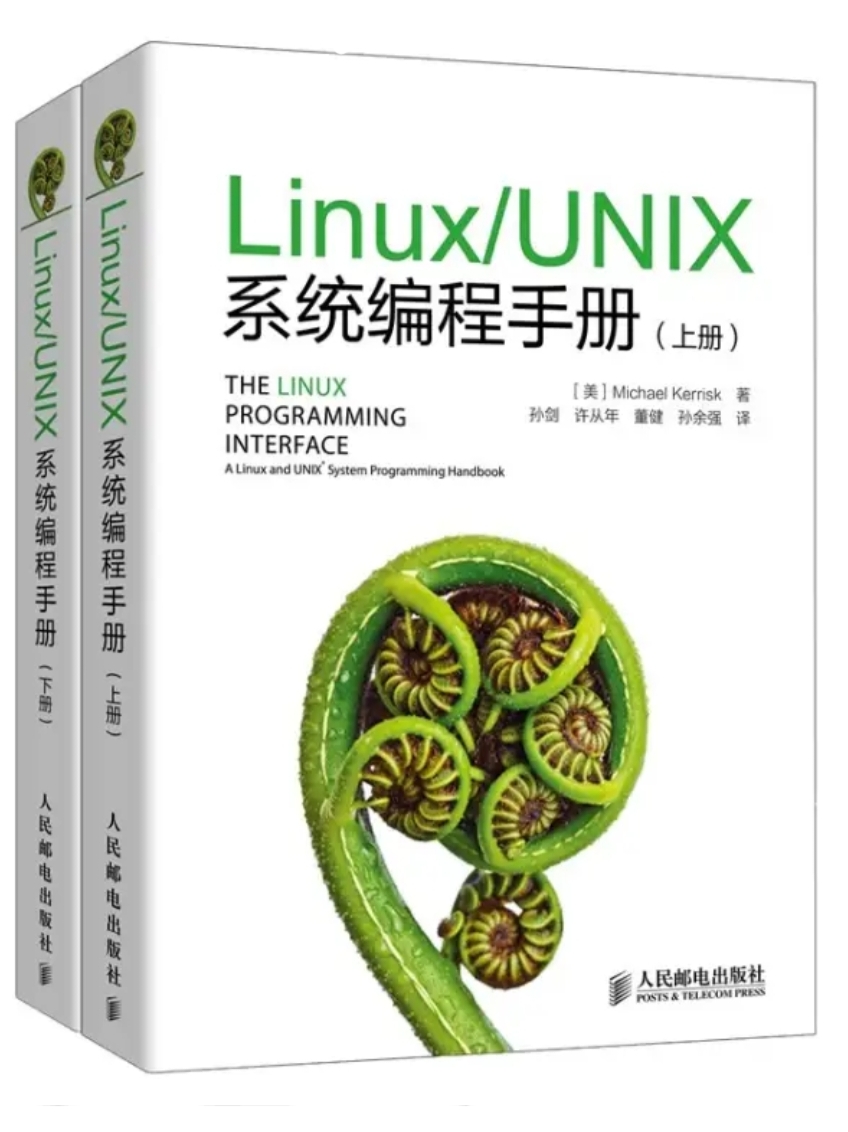 Linux/UNIX
系统编程手册（上册）
THE LINUX
PROGRAMMING
INTERFACE
A Linux and UNIX® System Programming Handbook
[美] Michael Kerrisk 著
孙剑 许从年 董健 孙余强 译
人民邮电出版社
POSTS & TELECOM PRESS
Linux/UNIX 系统编程手册（上册） 人民邮电出版社
Linux/UNIX 系统编程手册（下册） 人民邮电出版社